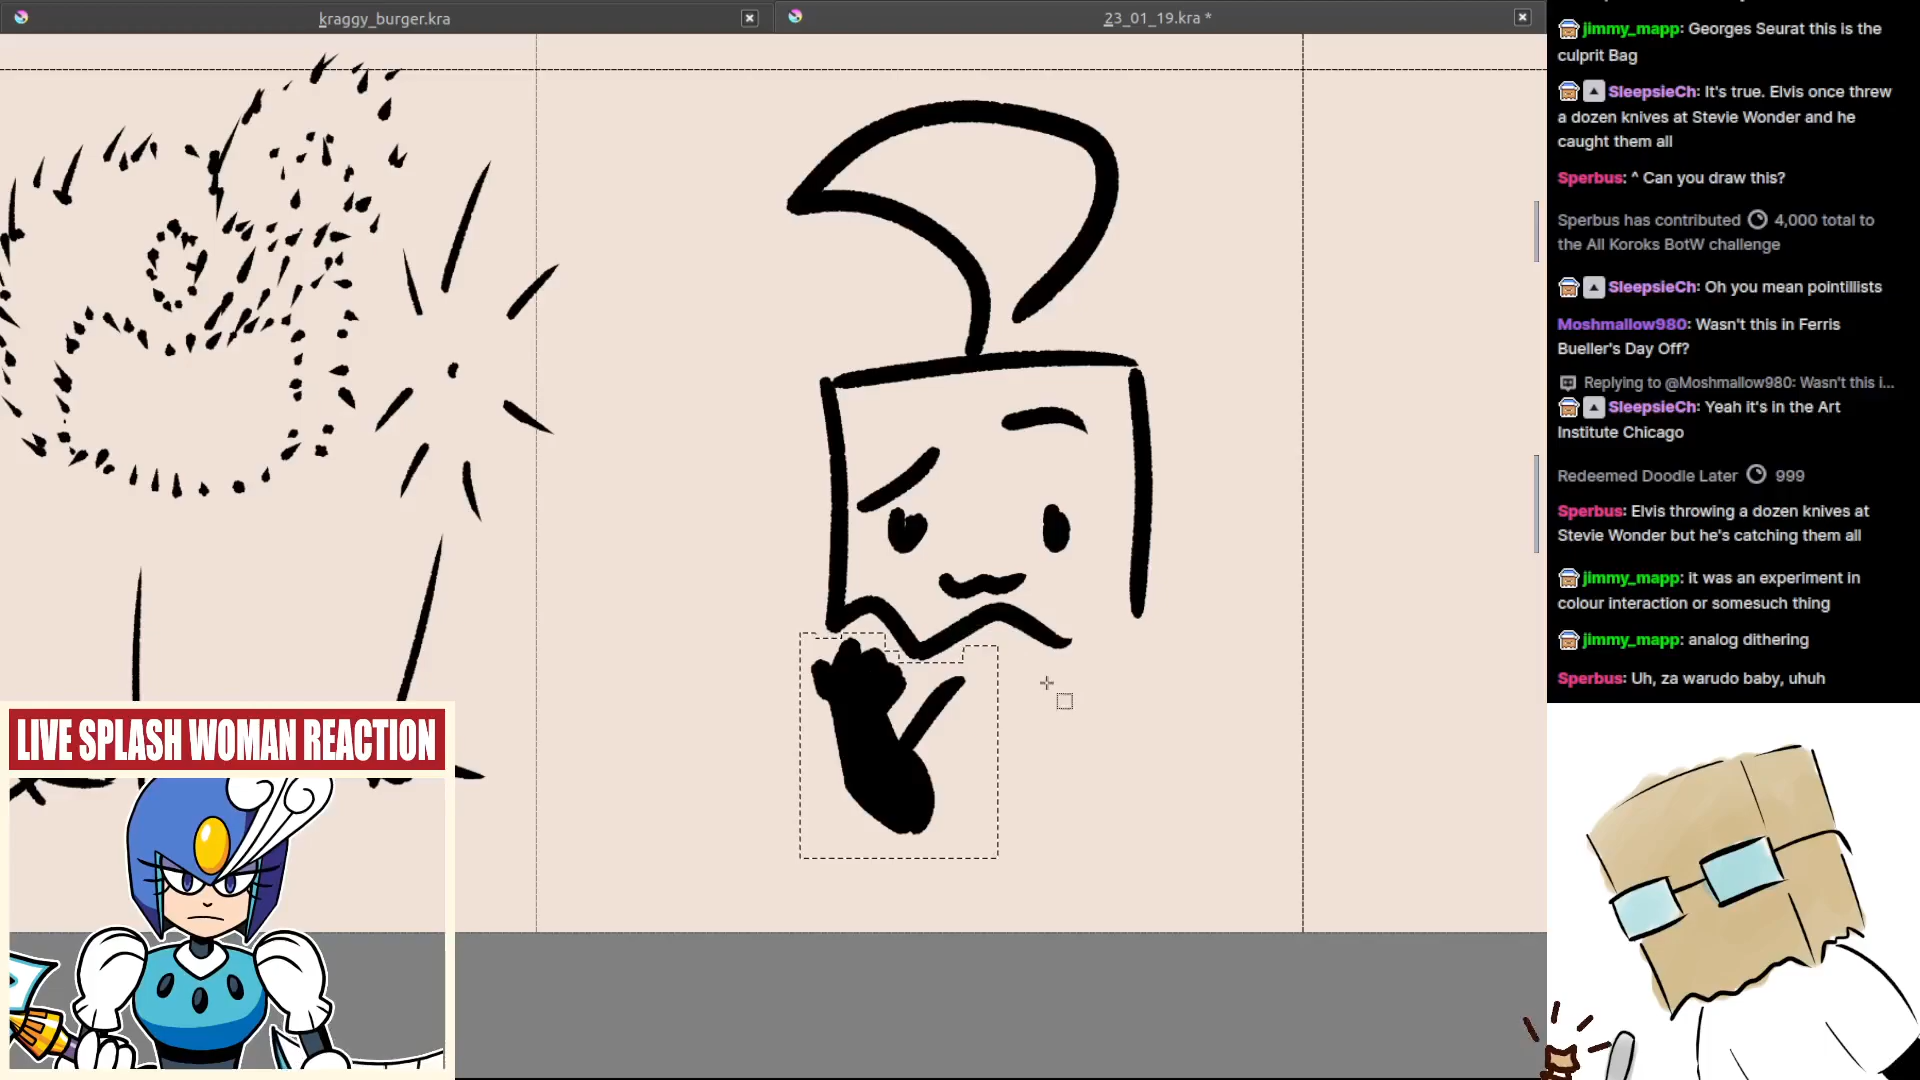 kraggy_burger.kra
23_01_19.kra *
jimmy_mapp: Georges Seurat this is the
culprit Bag
SleepsieCh: It's true. Elvis once threw
a dozen knives at Stevie Wonder and he
caught them all
Sperbus: ^ Can you draw this?
Sperbus has contributed 4,000 total to
the All Koroks BotW challenge
SleepsieCh: Oh you mean pointillists
Moshmallow980: Wasn't this in Ferris
Bueller's Day Off?
Replying to @Moshmallow980: Wasn't this i...
SleepsieCh: Yeah it's in the Art
Institute Chicago
Redeemed Doodle Later 999
Sperbus: Elvis throwing a dozen knives at
Stevie Wonder but he's catching them all
jimmy_mapp: it was an experiment in
colour interaction or somesuch thing
jimmy_mapp: analog dithering
Sperbus: Uh, za warudo baby, uhuh
LIVE SPLASH WOMAN REACTION